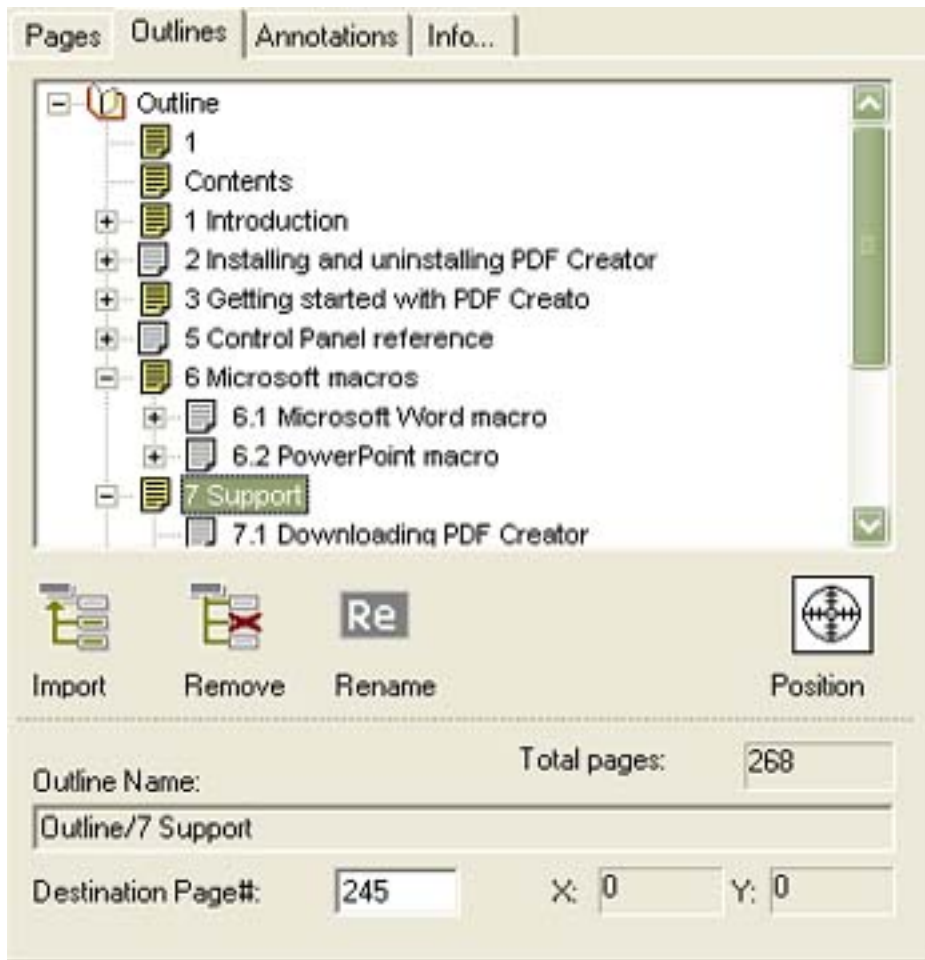 Pages Outlines Annotations Info...
Outline
1
Contents
1 Introduction
2 Installing and uninstalling PDF Creator
3 Getting started with PDF Creato
5 Control Panel reference
6 Microsoft macros
6.1 Microsoft Word macro
6.2 PowerPoint macro
7 Support
7.1 Downloading PDF Creator
Re
Import Remove Rename Position
Total pages: 268
Outline Name:
Outline/7 Support
Destination Page#: 245 X: 0 Y: 0